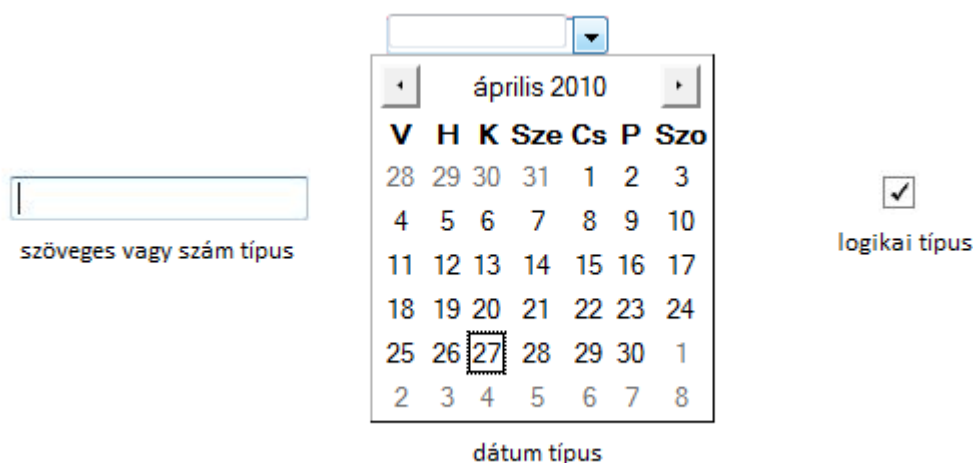 április 2010
V H K Sze Cs P Szo
28 29 30 31 1 2 3
4 5 6 7 8 9 10
11 12 13 14 15 16 17
18 19 20 21 22 23 24
25 26 27 28 29 30 1
2 3 4 5 6 7 8
szöveges vagy szám típus
dátum típus
logikai típus